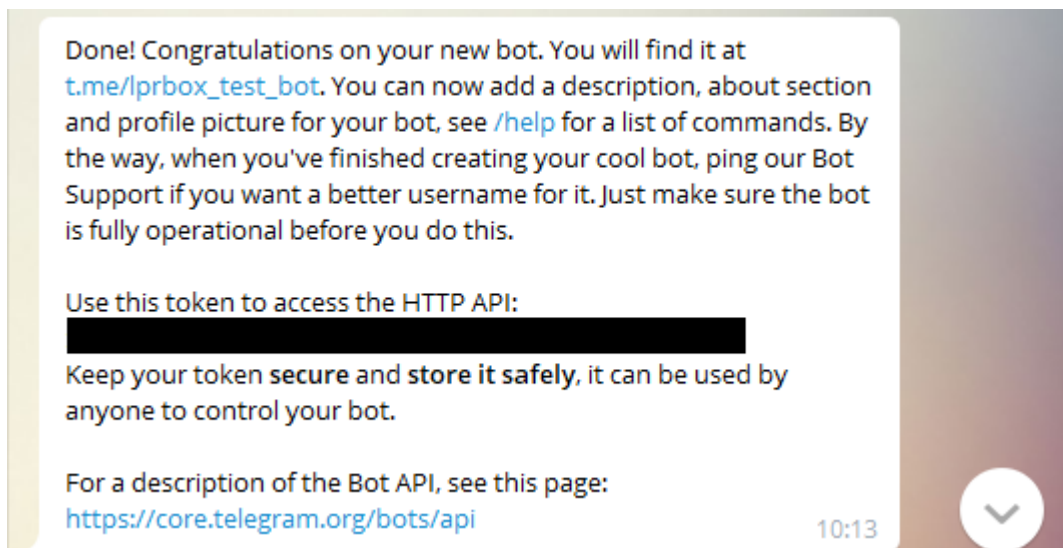 Done! Congratulations on your new bot. You will find it at
t.me/lprbox_test_bot. You can now add a description, about section
and profile picture for your bot, see /help for a list of commands. By
the way, when you've finished creating your cool bot, ping our Bot
Support if you want a better username for it. Just make sure the bot
is fully operational before you do this.
Use this token to access the HTTP API:
Keep your token secure and store it safely, it can be used by
anyone to control your bot.
For a description of the Bot API, see this page:
https://core.telegram.org/bots/api
10:13